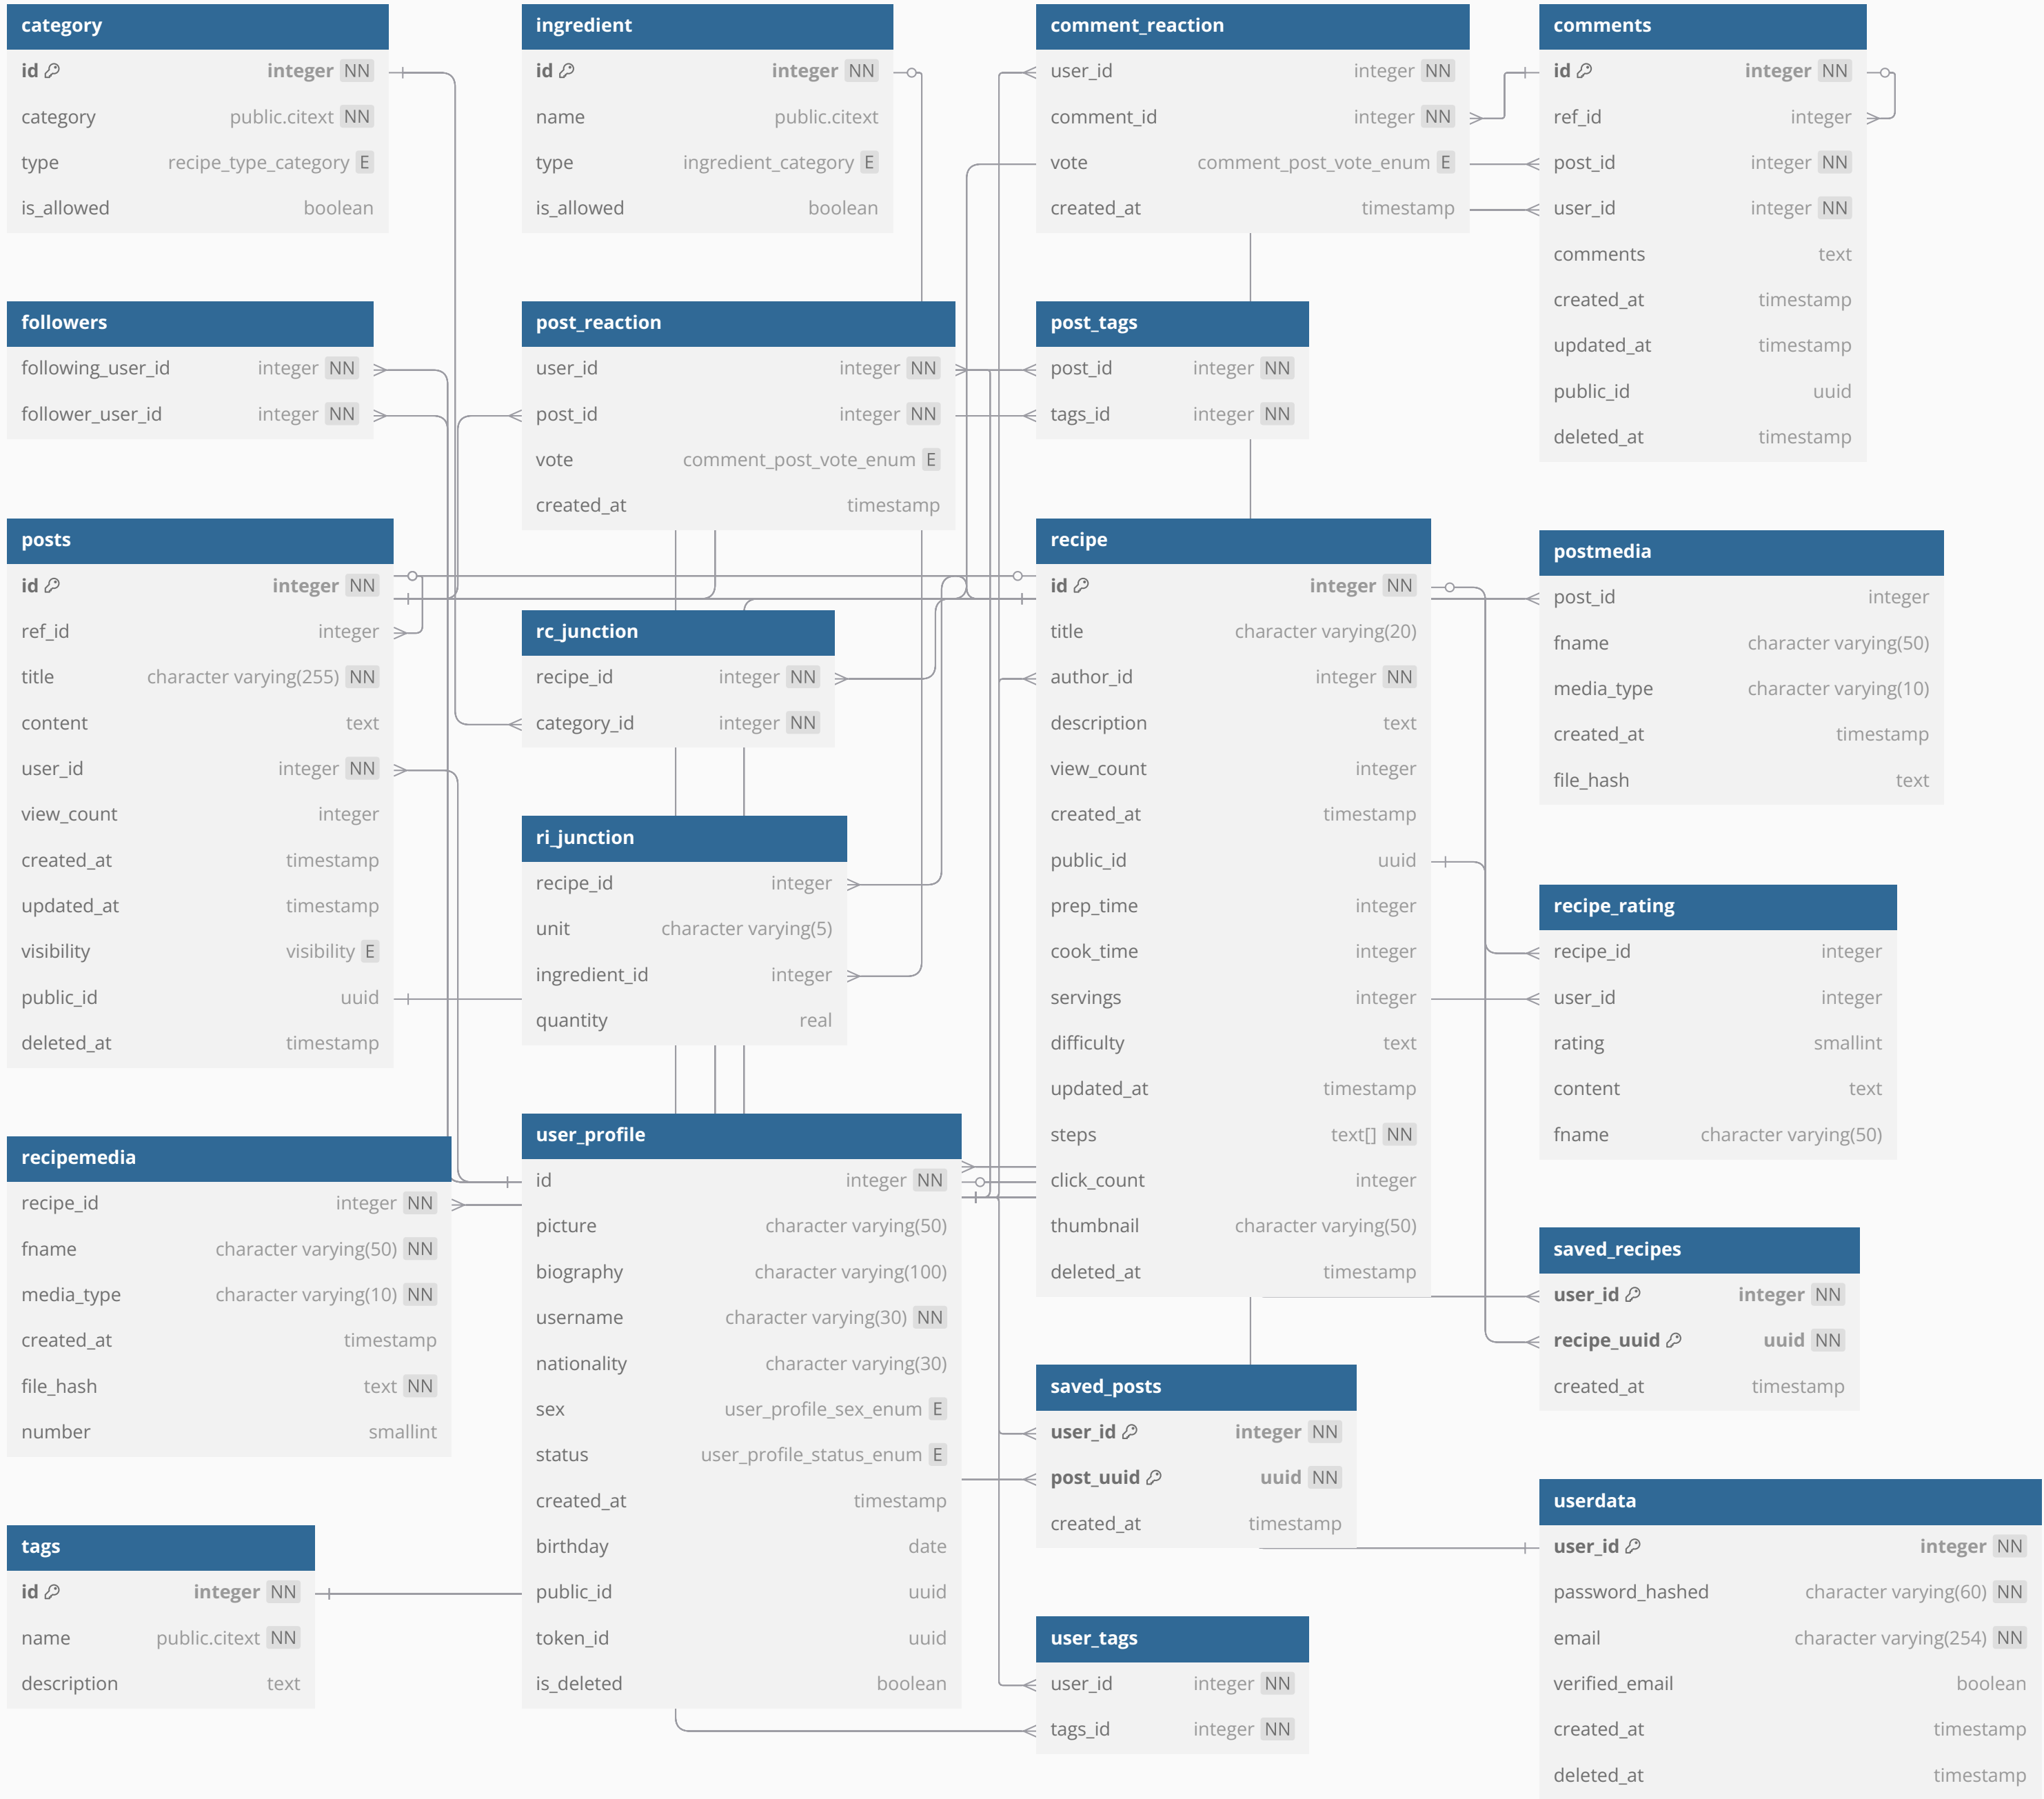 category
id integer NN
category public.citext NN
type recipe_type_category E
is_allowed boolean
ingredient
id integer NN
name public.citext
type ingredient_category E
is_allowed boolean
comment_reaction
user_id integer NN
comment_id integer NN
vote comment_post_vote_enum E
created_at timestamp
comments
id integer NN
ref_id integer
post_id integer NN
user_id integer NN
comments text
created_at timestamp
updated_at timestamp
public_id uuid
deleted_at timestamp
followers
following_user_id integer NN
follower_user_id integer NN
post_reaction
user_id integer NN
post_id integer NN
vote comment_post_vote_enum E
created_at timestamp
post_tags
post_id integer NN
tags_id integer NN
posts
id integer NN
ref_id integer
title character varying(255) NN
content text
user_id integer NN
view_count integer
created_at timestamp
updated_at timestamp
visibility visibility E
public_id uuid
deleted_at timestamp
rc_junction
recipe_id integer NN
category_id integer NN
ri_junction
recipe_id integer
unit character varying(5)
ingredient_id integer
quantity real
recipe
id integer NN
title character varying(20)
author_id integer NN
description text
view_count integer
created_at timestamp
public_id uuid
prep_time integer
cook_time integer
servings integer
difficulty text
updated_at timestamp
steps text[] NN
click_count integer
thumbnail character varying(50)
deleted_at timestamp
postmedia
post_id integer
fname character varying(50)
media_type character varying(10)
created_at timestamp
file_hash text
recipe_rating
recipe_id integer
user_id integer
rating smallint
content text
fname character varying(50)
recipemedia
recipe_id integer NN
fname character varying(50) NN
media_type character varying(10) NN
created_at timestamp
file_hash text NN
number smallint
user_profile
id integer NN
picture character varying(50)
biography character varying(100)
username character varying(30) NN
nationality character varying(30)
sex user_profile_sex_enum E
status user_profile_status_enum E
created_at timestamp
birthday date
public_id uuid
token_id uuid
is_deleted boolean
saved_recipes
user_id integer NN
recipe_uuid uuid NN
created_at timestamp
saved_posts
user_id integer NN
post_uuid uuid NN
created_at timestamp
tags
id integer NN
name public.citext NN
description text
user_tags
user_id integer NN
tags_id integer NN
userdata
user_id integer NN
password_hashed character varying(60) NN
email character varying(254) NN
verified_email boolean
created_at timestamp
deleted_at timestamp